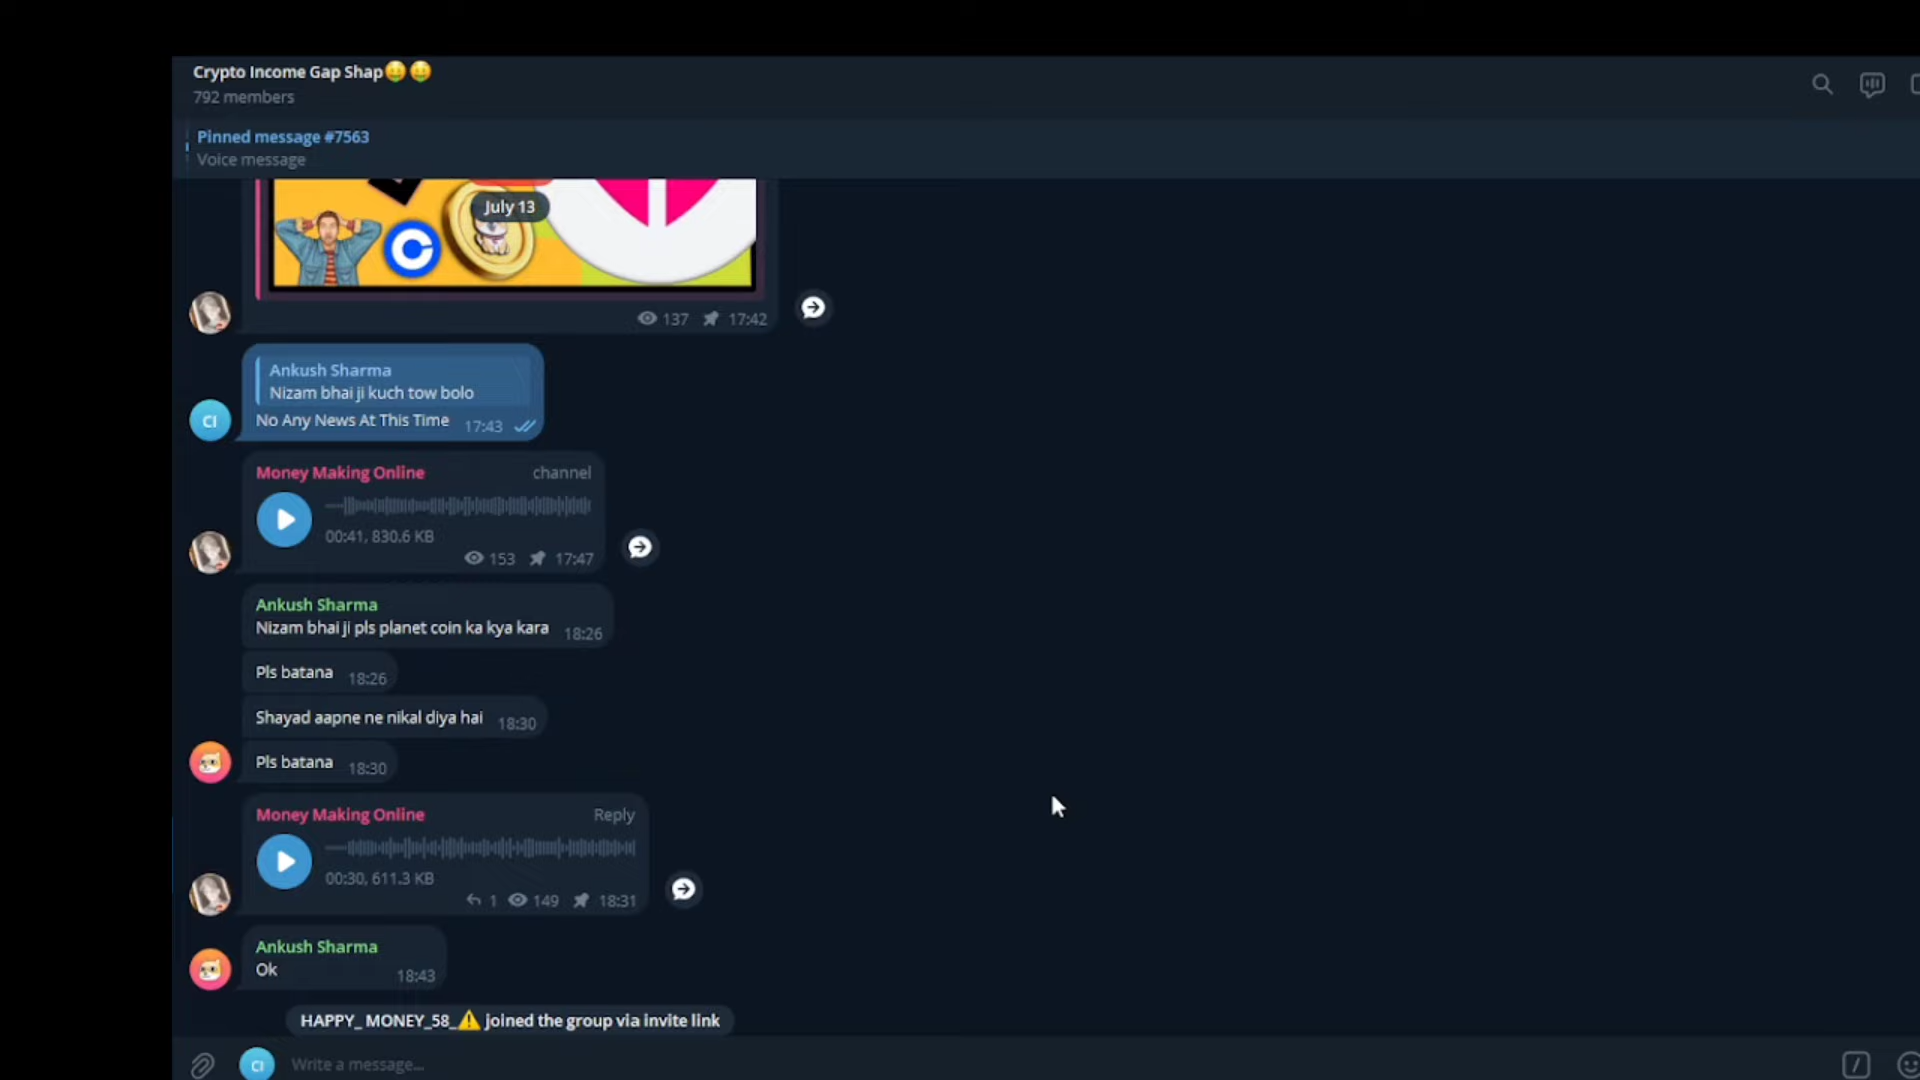 Crypto Income Gap Shap🤑🤑
792 members
Pinned message #7563
Voice message
July 13
137 17:42
Ankush Sharma
Nizam bhai ji kuch tow bolo
No Any News At This Time 17:43
CI
Money Making Online channel
00:41, 830.6 KB
153 17:47
Ankush Sharma
Nizam bhai ji pls planet coin ka kya kara 18:26
Pls batana 18:26
Shayad aapne ne nikal diya hai 18:30
Pls batana 18:30
Money Making Online Reply
00:30, 611.3 KB
1 149 18:31
Ankush Sharma
Ok 18:43
HAPPY_ MONEY_58_⚠️ joined the group via invite link
CI Write a message...